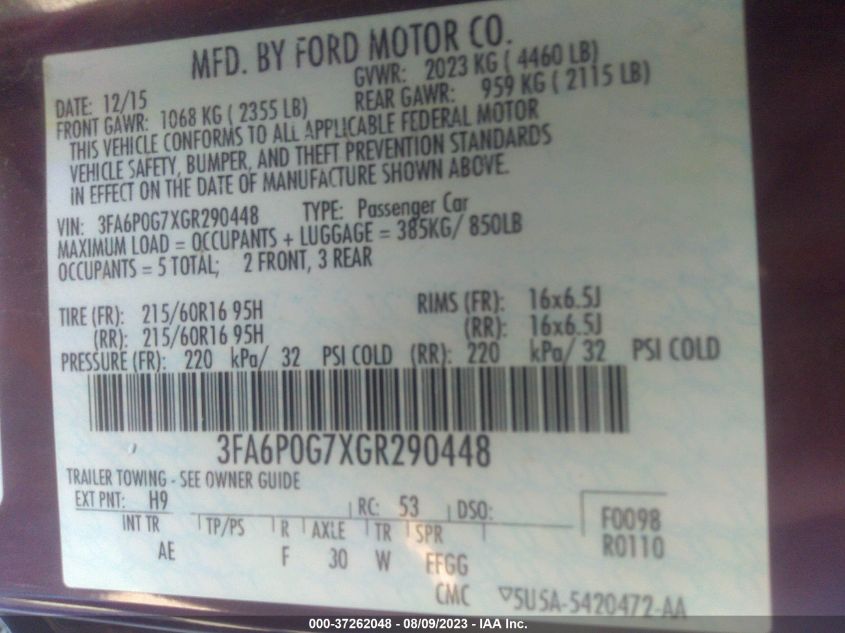 MFD. BY FORD MOTOR CO.
DATE: 12/15 GVWR: 2023 KG ( 4460 LB)
FRONT GAWR: 1068 KG ( 2355 LB) REAR GAWR: 959 KG ( 2115 LB)
THIS VEHICLE CONFORMS TO ALL APPLICABLE FEDERAL MOTOR
VEHICLE SAFETY, BUMPER, AND THEFT PREVENTION STANDARDS
IN EFFECT ON THE DATE OF MANUFACTURE SHOWN ABOVE.
VIN: 3FA6P0G7XGR290448 TYPE: Passenger Car
MAXIMUM LOAD = OCCUPANTS + LUGGAGE = 385KG/ 850LB
OCCUPANTS = 5 TOTAL; 2 FRONT, 3 REAR
TIRE (FR): 215/60R16 95H RIMS (FR): 16x6.5J
(RR): 215/60R16 95H (RR): 16x6.5J
PRESSURE (FR): 220 kPa/ 32 PSI COLD (RR): 220 kPa/ 32 PSI COLD
3FA6P0G7XGR290448
TRAILER TOWING - SEE OWNER GUIDE
EXT PNT: H9 RC: 53 DSO: F0098
INT TR TP/PS R AXLE TR SPR R0110
AE F 30 W FFGG
CMC ▽5U5A-5420472-AA
000-37262048 - 08/09/2023 - IAA Inc.